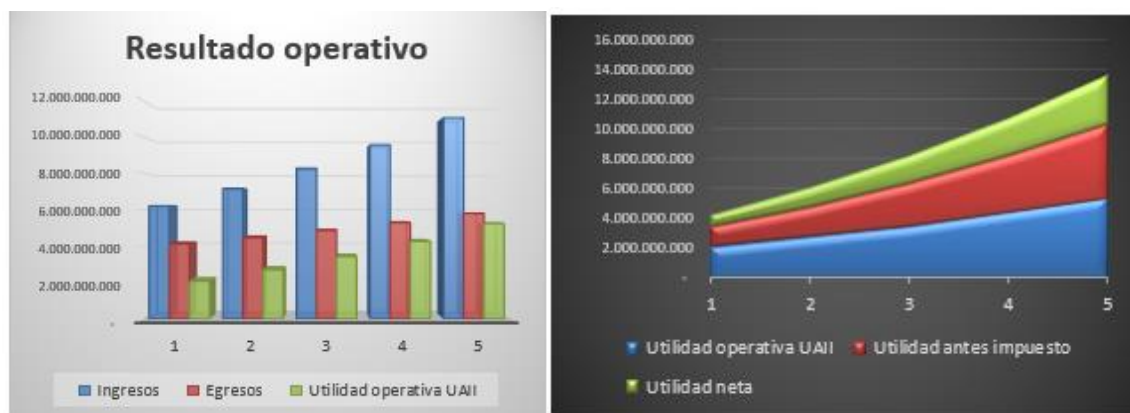 Resultado operativo
12.000.000.000
10.000.000.000
8.000.000.000
6.000.000.000
4.000.000.000
2.000.000.000
-
1 2 3 4 5
Ingresos Egresos Utilidad operativa UAII
16.000.000.000
14.000.000.000
12.000.000.000
10.000.000.000
8.000.000.000
6.000.000.000
4.000.000.000
2.000.000.000
-
1 2 3 4 5
Utilidad operativa UAII Utilidad antes impuesto
Utilidad neta